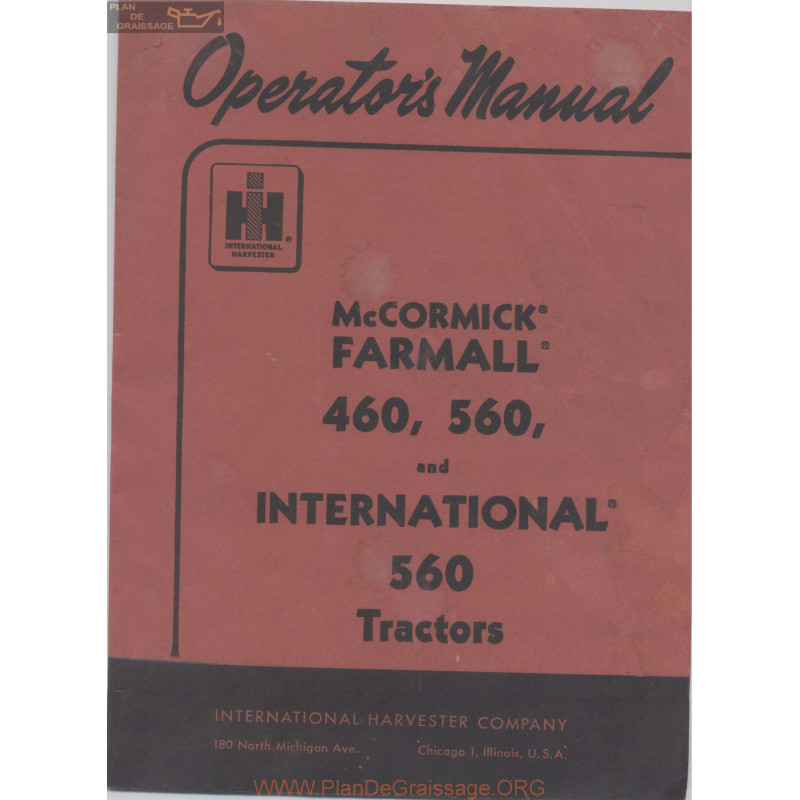 PLAN
DE
GRAISSAGE
Operator's Manual
IH
INTERNATIONAL
HARVESTER ®
McCORMICK®
FARMALL®
460, 560,
and
INTERNATIONAL®
560
Tractors
INTERNATIONAL HARVESTER COMPANY
180 North Michigan Ave. Chicago 1, Illinois, U.S.A.
WWW.PlanDeGraissage.ORG